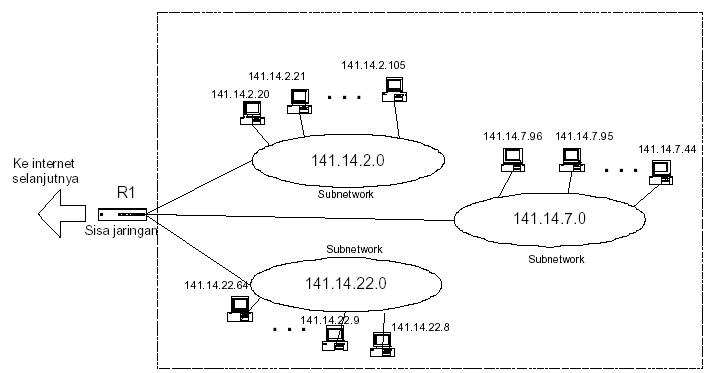 141.14.2.105
141.14.2.21
141.14.2.20
141.14.2.0
Subnetwork
141.14.7.96
141.14.7.95
141.14.7.44
141.14.7.0
Subnetwork
Ke internet
selanjutnya
R1
Sisa jaringan
Subnetwork
141.14.22.0
141.14.22.64
141.14.22.9
141.14.22.8